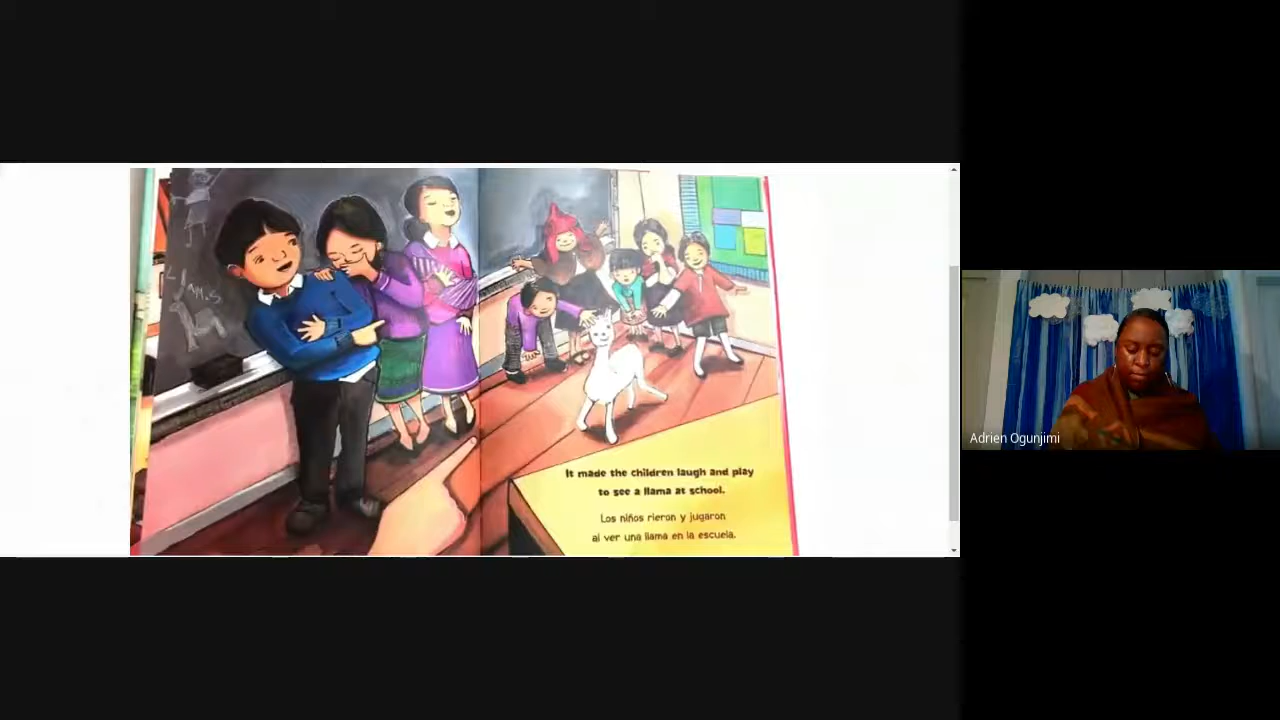 It made the children laugh and play
to see a llama at school.
Los niños rieron y jugaron
al ver una llama en la escuela.
Adrien Ogunjimi